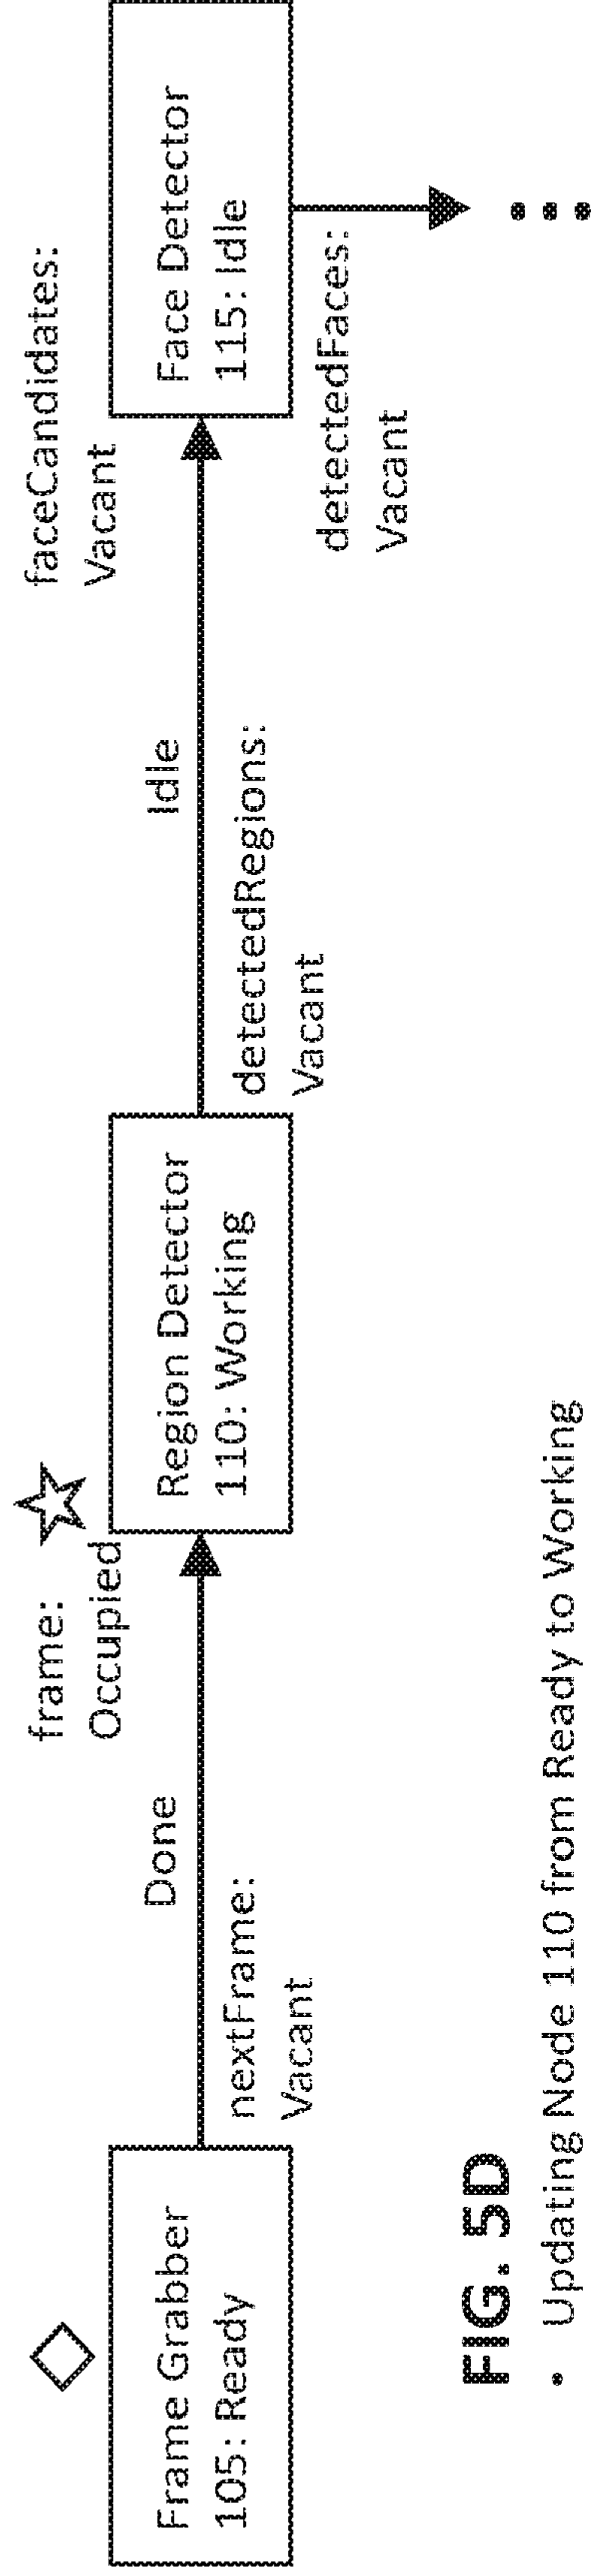 Frame Grabber
105: Ready
Done
nextFrame:
Vacant
frame:
Occupied
Region Detector
110: Working
Idle
detectedRegions:
Vacant
faceCandidates:
Vacant
Face Detector
115: Idle
detectedFaces:
Vacant
FIG. 5D
• Updating Node 110 from Ready to Working